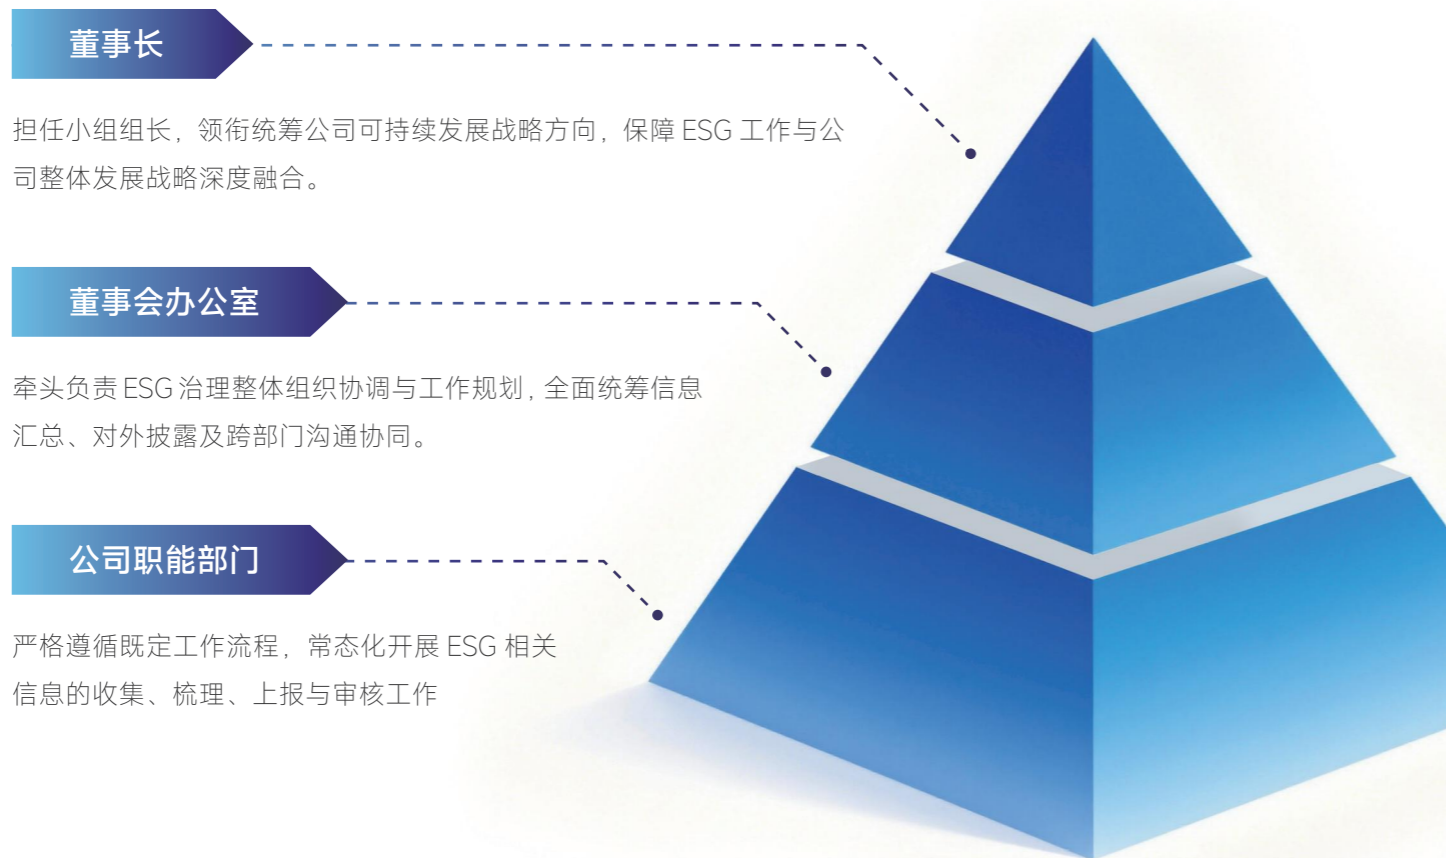 董事长
担任小组组长，领衔统筹公司可持续发展战略方向，保障 ESG 工作与公
司整体发展战略深度融合。
董事会办公室
牵头负责 ESG 治理整体组织协调与工作规划，全面统筹信息
汇总、对外披露及跨部门沟通协同。
公司职能部门
严格遵循既定工作流程，常态化开展 ESG 相关
信息的收集、梳理、上报与审核工作